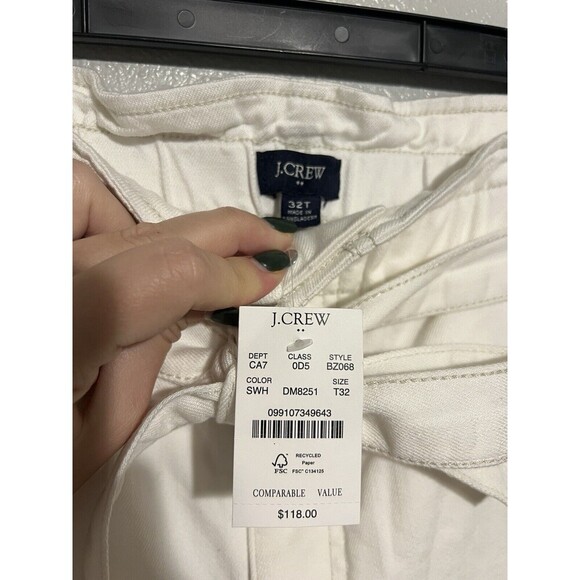 J.CREW
32T
MADE IN
BANGLADESH
J.CREW
DEPT CLASS STYLE
CA7 0D5 BZ068
COLOR SIZE
SWH DM8251 T32
099107349643
FSC
RECYCLED
Paper
FSC® C134125
COMPARABLE VALUE
$118.00